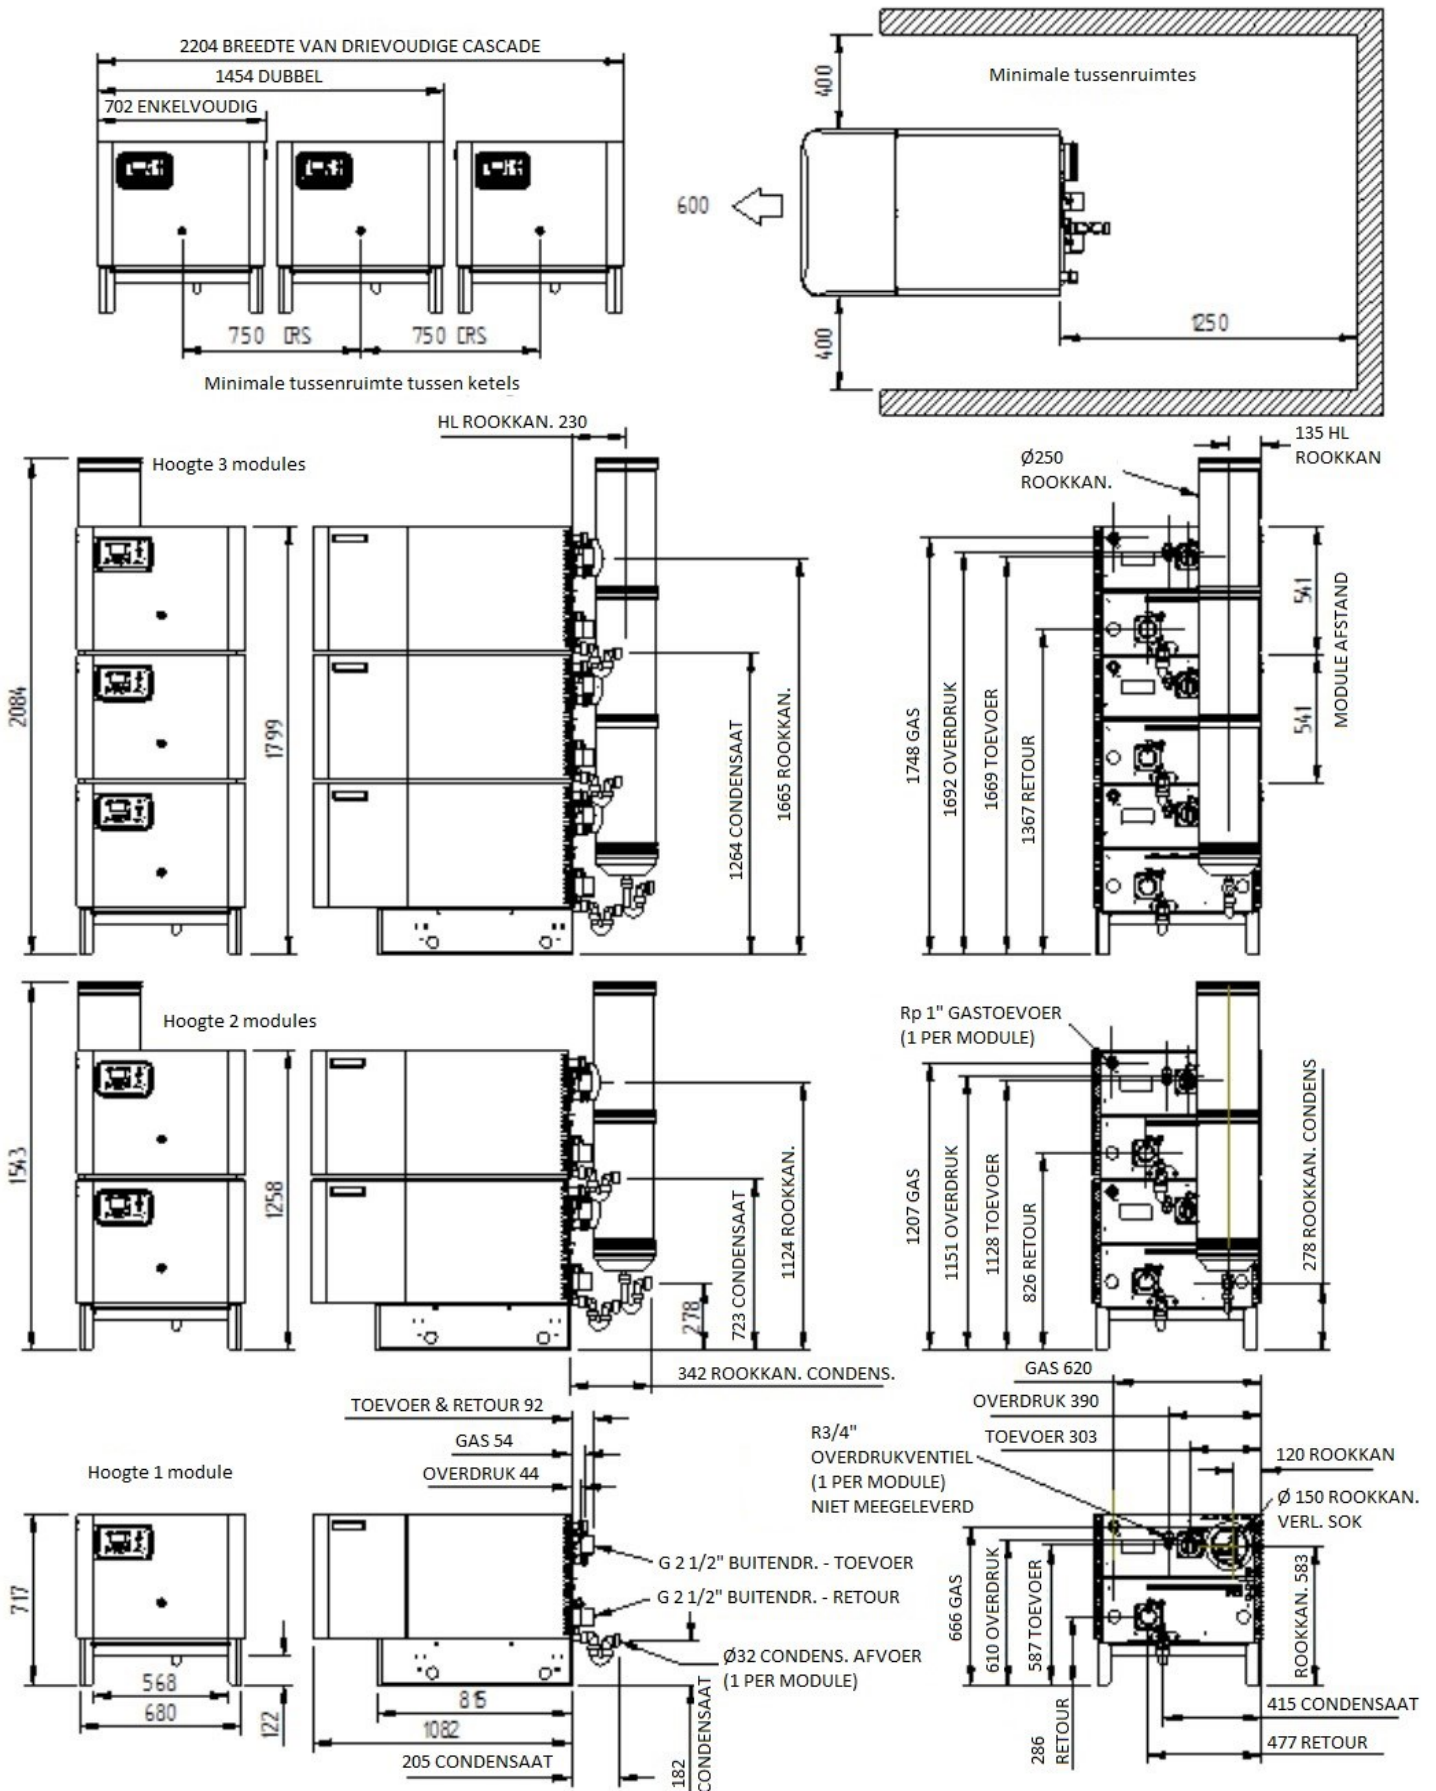 2204 BREEDTE VAN DRIEVOUDIGE CASCADE
1454 DUBBEL
702 ENKELVOUDIG
750 CRS
750 CRS
Minimale tussenruimte tussen ketels
Minimale tussenruimtes
400
600
400
1250
HL ROOKKAN. 230
Hoogte 3 modules
2084
1799
1264 CONDENSAAT
1665 ROOKKAN.
Ø250
ROOKKAN.
135 HL
ROOKKAN
1748 GAS
1692 OVERDRUK
1669 TOEVOER
1367 RETOUR
541
541
MODULE AFSTAND
Hoogte 2 modules
1543
1258
278
723 CONDENSAAT
1124 ROOKKAN.
342 ROOKKAN. CONDENS.
Rp 1" GASTOEVOER
(1 PER MODULE)
1207 GAS
1151 OVERDRUK
1128 TOEVOER
826 RETOUR
278 ROOKKAN. CONDENS
TOEVOER & RETOUR 92
GAS 54
OVERDRUK 44
Hoogte 1 module
717
568
680
122
815
1082
205 CONDENSAAT
182
CONDENSAAT
G 2 1/2" BUITENDR. - TOEVOER
G 2 1/2" BUITENDR. - RETOUR
Ø32 CONDENS. AFVOER
(1 PER MODULE)
GAS 620
OVERDRUK 390
TOEVOER 303
R3/4"
OVERDRUKVENTIEL
(1 PER MODULE)
NIET MEEGELEVERD
120 ROOKKAN
Ø 150 ROOKKAN.
VERL. SOK
666 GAS
610 OVERDRUK
587 TOEVOER
286
RETOUR
ROOKKAN. 583
415 CONDENSAAT
477 RETOUR